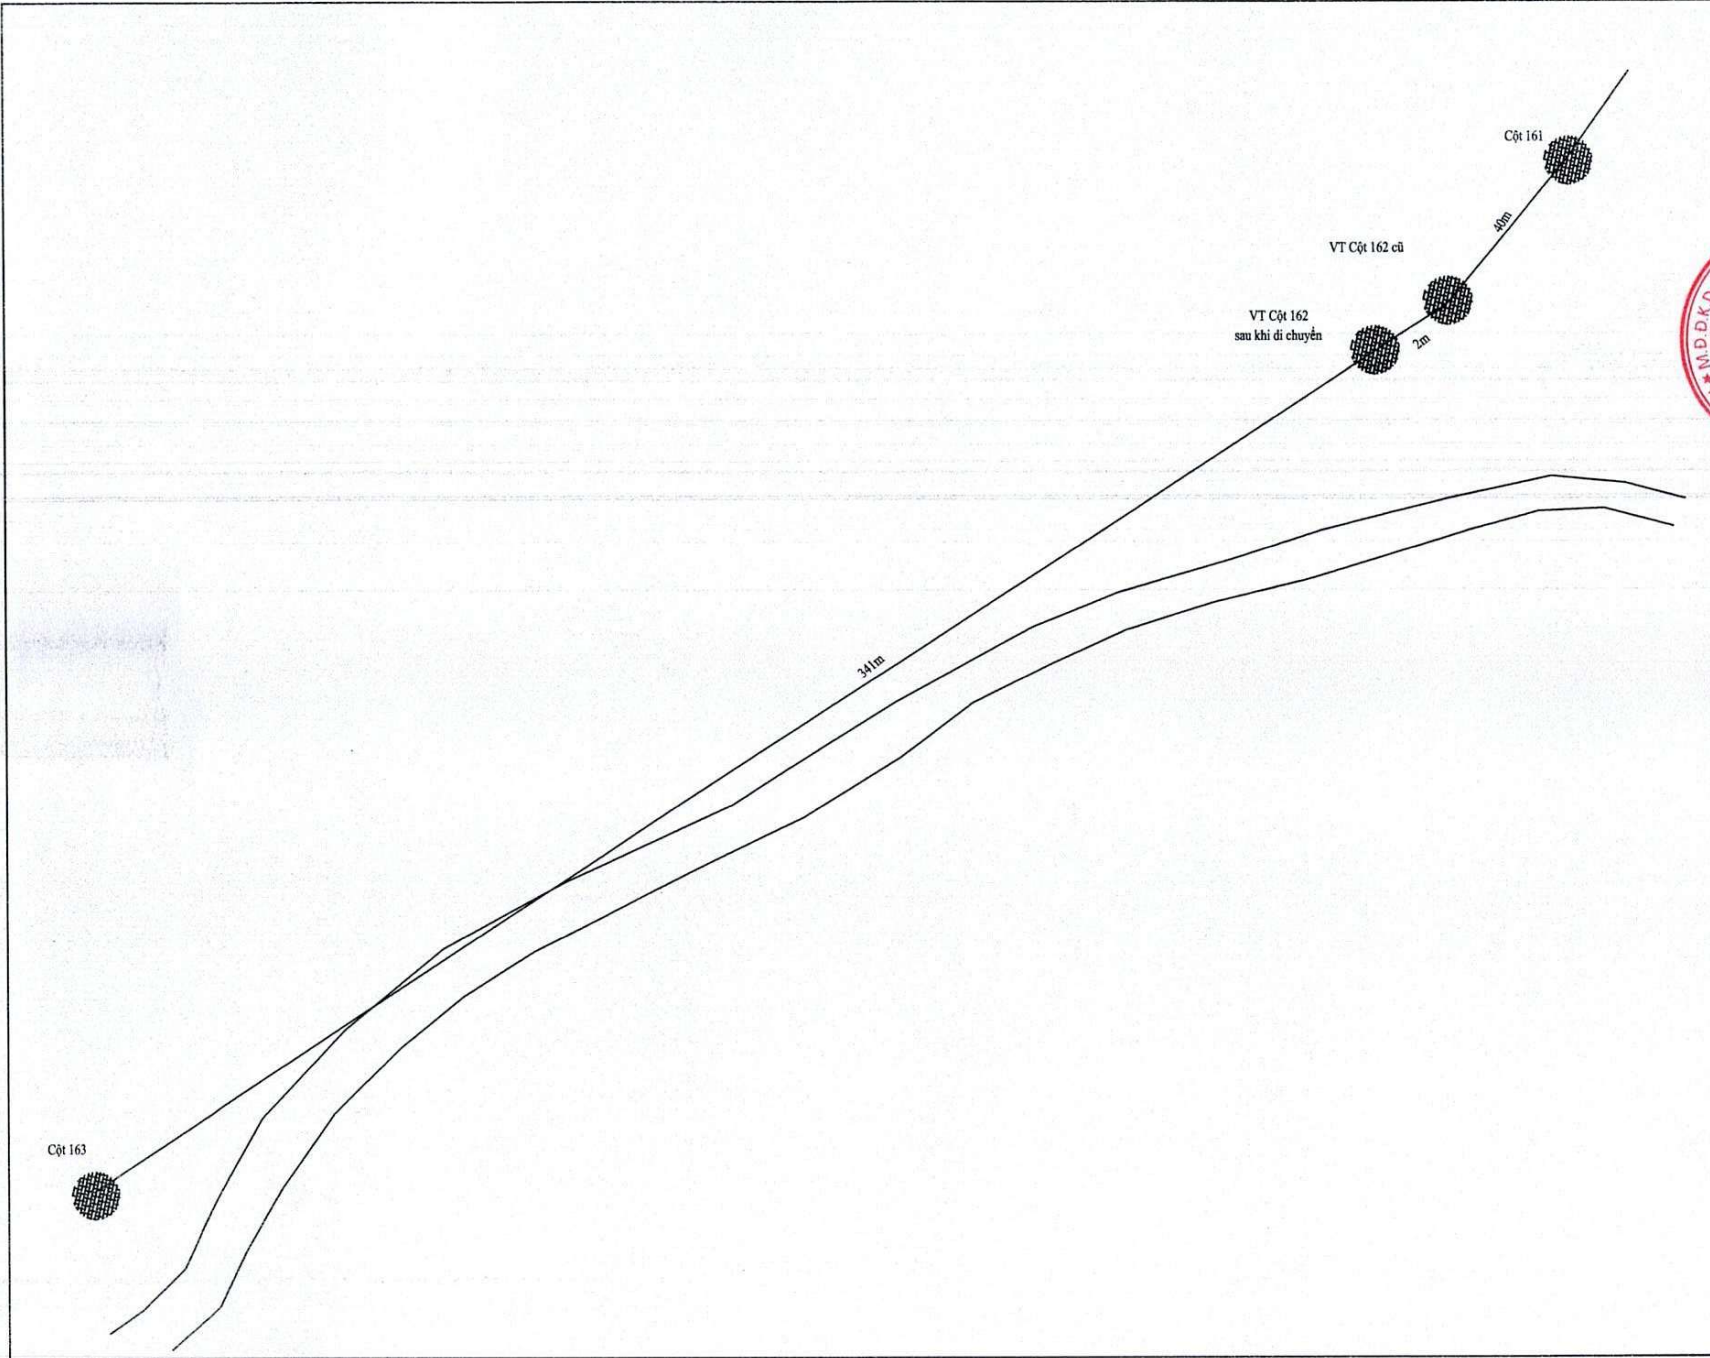 Cột 161
40m
VT Cột 162 cũ
VT Cột 162
sau khi di chuyển
2m
★ M.Đ.Đ.K.D
341m
Cột 163